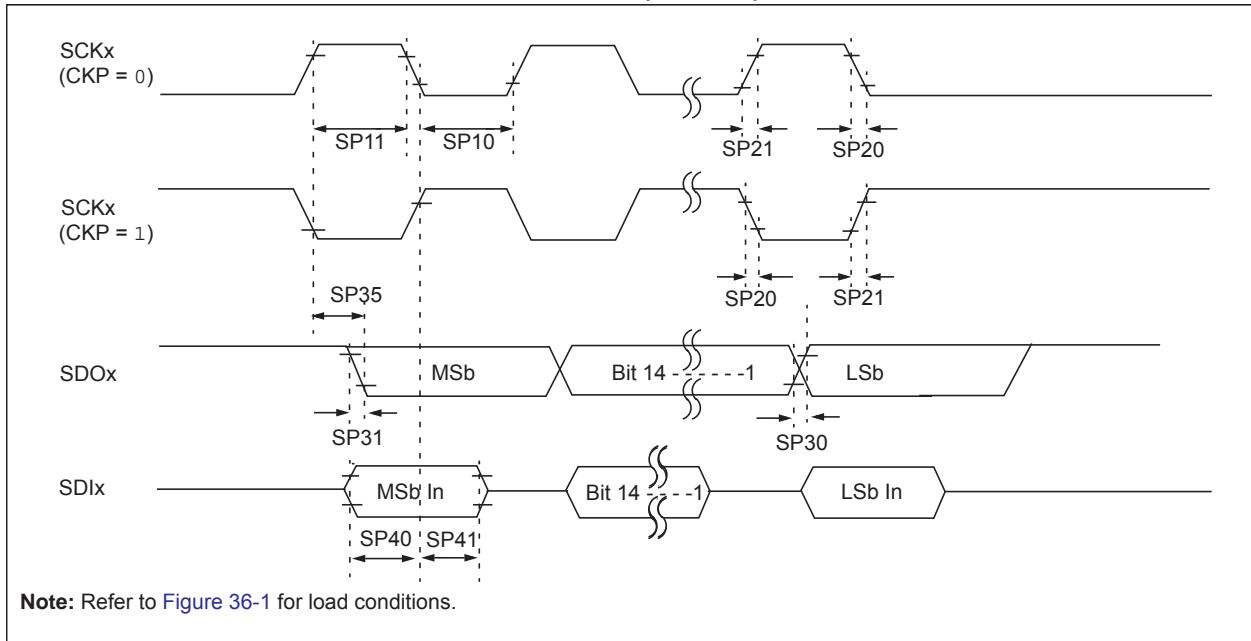 SCKx
(CKP = 0)
SP11
SP10
SP21
SP20
SCKx
(CKP = 1)
SP35
SP20
SP21
SDOx
MSb
Bit 14 - - - - - -1
LSb
SP31
SP30
SDIx
MSb In
Bit 14 - - - -1
LSb In
SP40
SP41
Note: Refer to Figure 36-1 for load conditions.